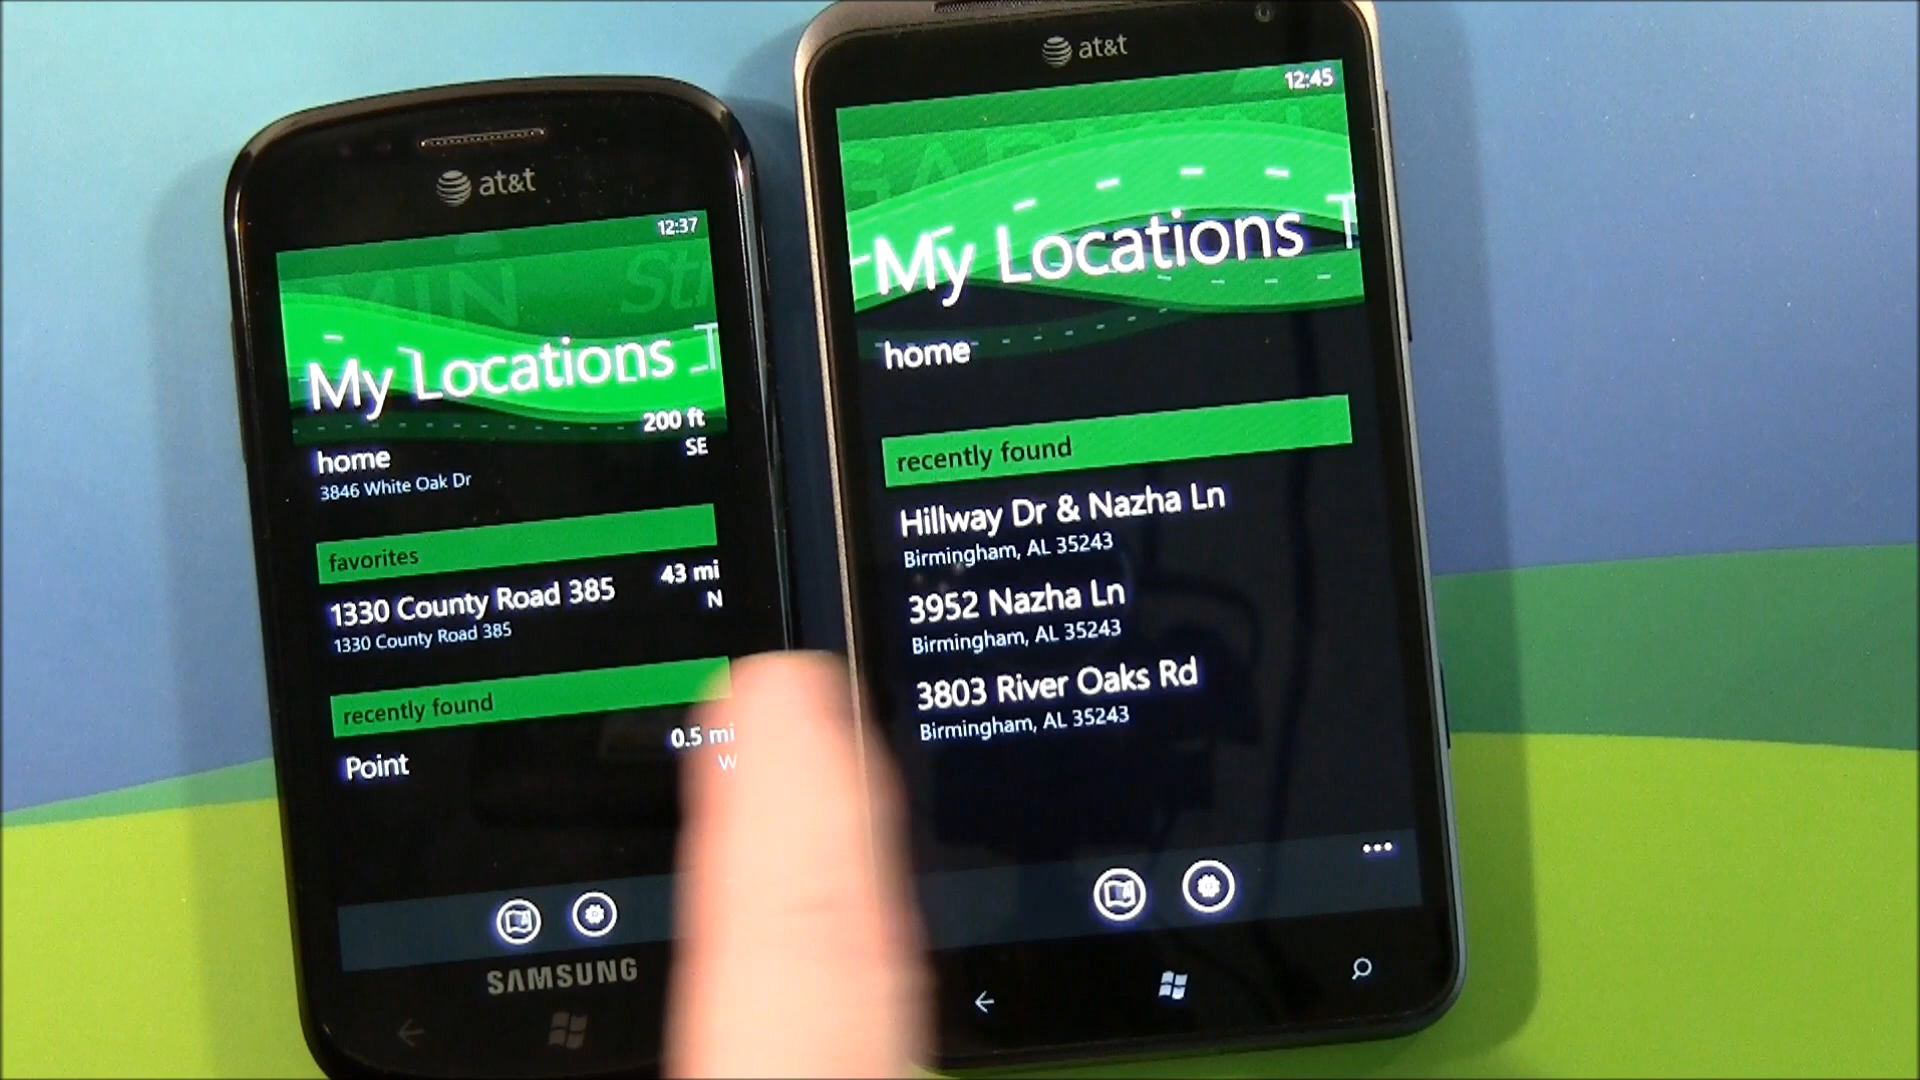 at&t
12:37
MIN
Str
My Locations T
200 ft
home
SE
3846 White Oak Dr
favorites
1330 County Road 385
43 mi
1330 County Road 385
N
recently found
Point
0.5 mi
W
SAMSUNG
at&t
12:45
GARMIN
My Locations T
home
recently found
Hillway Dr & Nazha Ln
Birmingham, AL 35243
3952 Nazha Ln
Birmingham, AL 35243
3803 River Oaks Rd
Birmingham, AL 35243